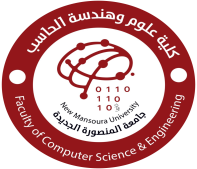 كلية علوم وهندسة الحاسب
0110
110
10
New Mansoura University
جامعة المنصورة الجديدة
Faculty of Computer Science & Engineering